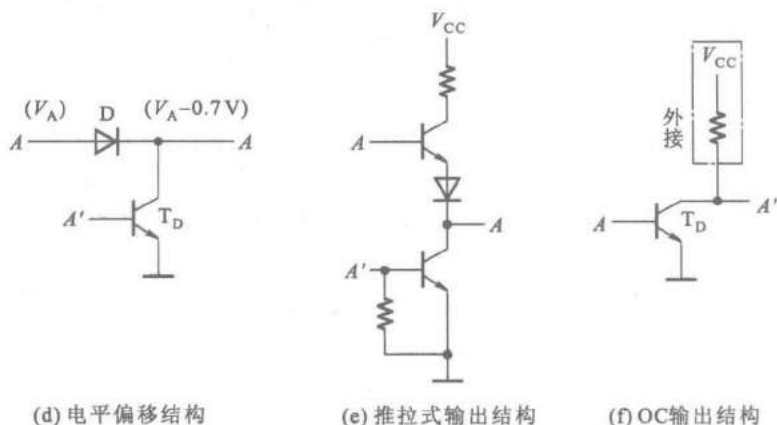 (V_A) D (V_A−0.7 V)
A A
A' T_D
(d) 电平偏移结构
V_CC
A
A
A'
(e) 推拉式输出结构
V_CC
外接
A T_D A'
(f) OC输出结构